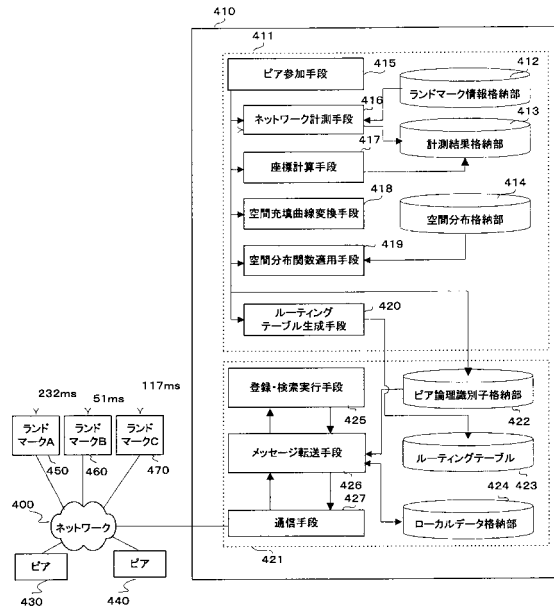 410
411
ピア参加手段
415
412
ランドマーク情報格納部
416
ネットワーク計測手段
413
計測結果格納部
417
座標計算手段
418
空間充填曲線変換手段
414
空間分布格納部
419
空間分布関数適用手段
ルーティング
テーブル生成手段
420
登録・検索実行手段
425
ピア論理識別子格納部
422
メッセージ転送手段
426
ルーティングテーブル
423
427
通信手段
424
ローカルデータ格納部
421
232ms
51ms
117ms
ランド
マークA
ランド
マークB
ランド
マークC
450
460
470
400
ネットワーク
ピア
ピア
430
440